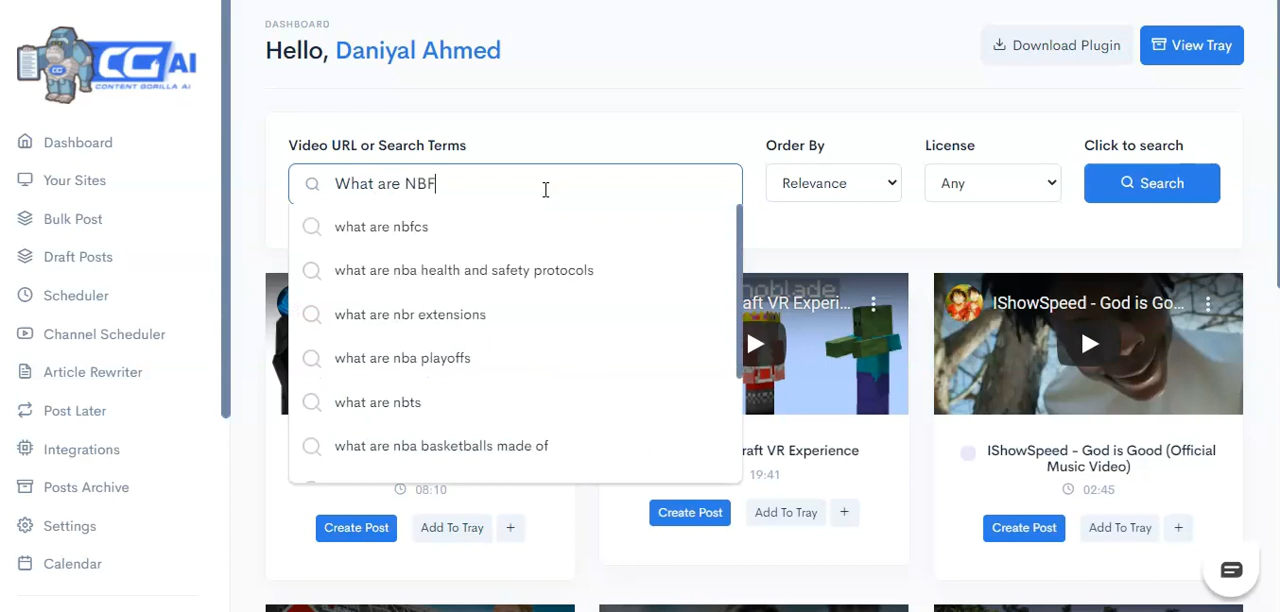 CG AI
CONTENT GORILLA AI
Dashboard
Your Sites
Bulk Post
Draft Posts
Scheduler
Channel Scheduler
Article Rewriter
Post Later
Integrations
Posts Archive
Settings
Calendar
DASHBOARD
Hello, Daniyal Ahmed
Download Plugin
View Tray
Video URL or Search Terms
Order By
License
Click to search
What are NBF
Relevance
Any
Search
what are nbfcs
what are nba health and safety protocols
what are nbr extensions
what are nba playoffs
what are nbts
what are nba basketballs made of
08:10
Create Post
Add To Tray
+
noblade
aft VR Experi...
raft VR Experience
19:41
Create Post
Add To Tray
+
IShowSpeed - God is Go...
IShowSpeed - God is Good (Official
Music Video)
02:45
Create Post
Add To Tray
+